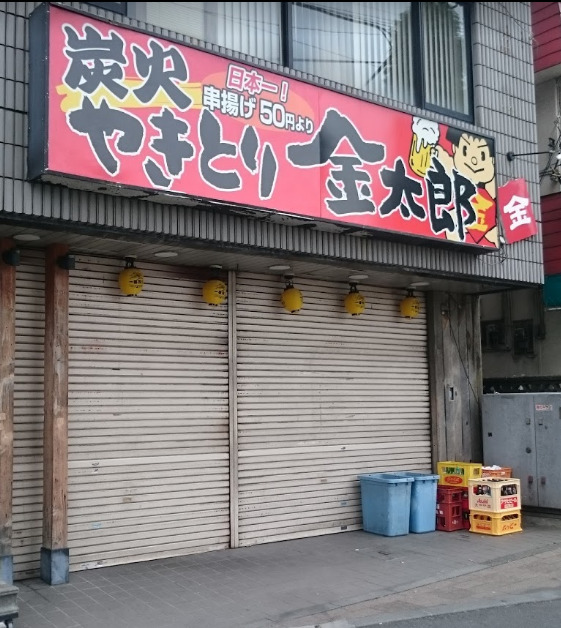 炭火
やきとり
日本一!
串揚げ 50円より
金太郎
金
金